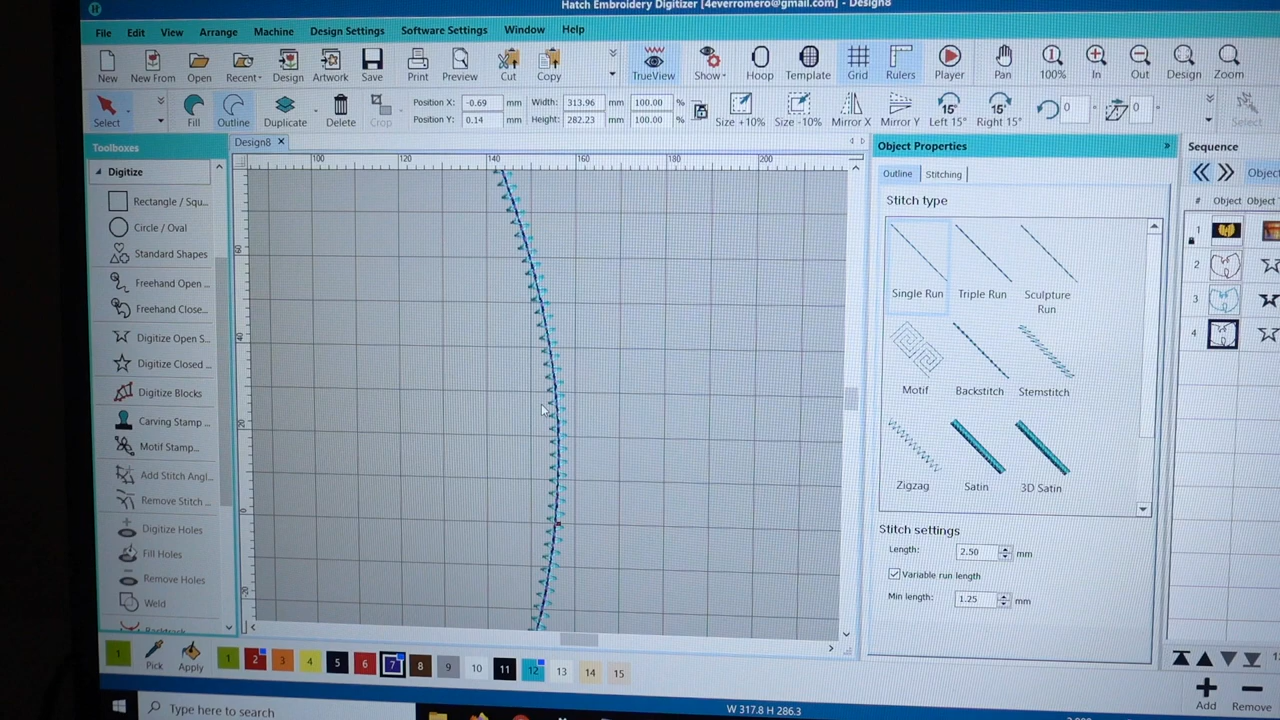 Hatch Embroidery Digitizer [4everromero@gmail.com] - Design8
File Edit View Arrange Machine Design Settings Software Settings Window Help
New New From Open Recent Design Artwork Save Print Preview Cut Copy TrueView Show Hoop Template Grid Rulers Player Pan 100% In Out Design Zoom
Select Fill Outline Duplicate Delete Crop Position X: -0.69 mm Width: 313.96 mm 100.00 % Size +10% Size -10% Mirror X Mirror Y Left 15° Right 15° 0 0 Select
Position Y: 0.14 mm Height: 282.23 mm 100.00 %
Toolboxes
Digitize
Rectangle / Squ...
Circle / Oval
Standard Shapes
Freehand Open ...
Freehand Close...
Digitize Open S...
Digitize Closed ...
Digitize Blocks
Carving Stamp ...
Motif Stamp...
Add Stitch Angl...
Remove Stitch ...
Digitize Holes
Fill Holes
Remove Holes
Weld
Design8
100 120 140 160 180 200
60
40
20
0
-20
Object Properties
Outline Stitching
Stitch type
Single Run Triple Run Sculpture Run
Motif Backstitch Stemstitch
Zigzag Satin 3D Satin
Stitch settings
Length: 2.50 mm
Variable run length
Min length: 1.25 mm
Sequence
Object
# Object Object
1
2
3
4
Add Remove
1 Pick Apply 1 2 3 4 5 6 7 8 9 10 11 12 13 14 15
Type here to search
W 317.8 H 286.3